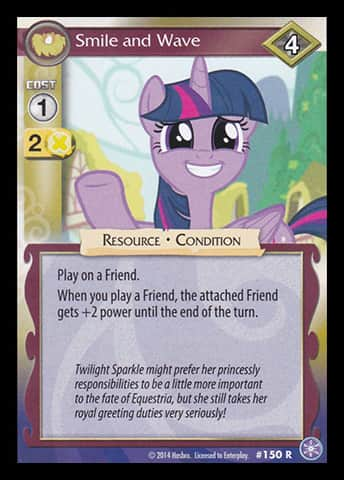 Smile and Wave
4
COST
1
2
RESOURCE • CONDITION
Play on a Friend.
When you play a Friend, the attached Friend
gets +2 power until the end of the turn.
Twilight Sparkle might prefer her princessly
responsibilities to be a little more important
to the fate of Equestria, but she still takes her
royal greeting duties very seriously!
© 2014 Hasbro. Licensed to Enterplay. #150 R